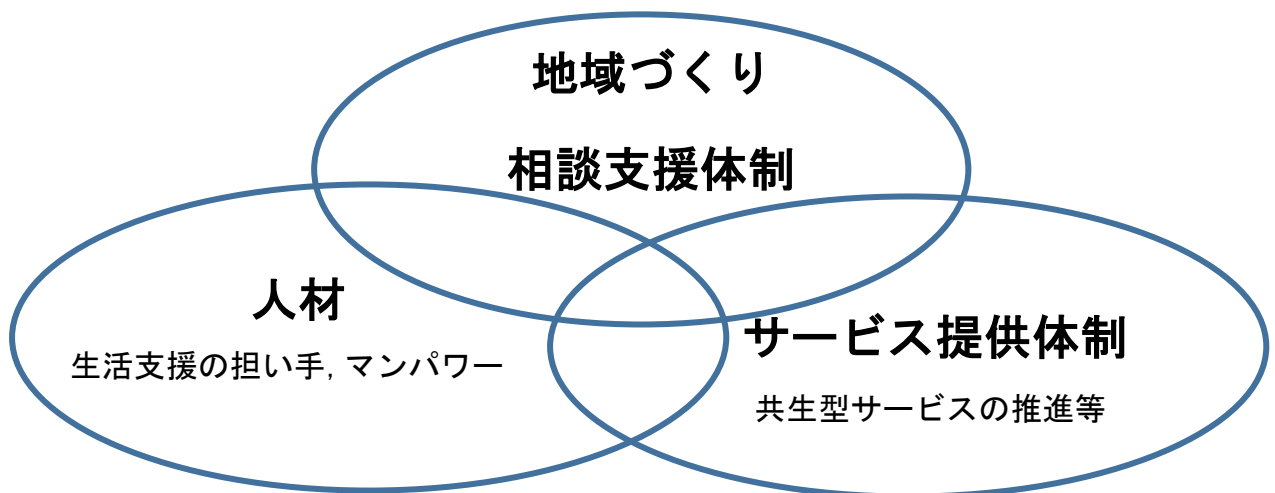 地域づくり
相談支援体制
人材
生活支援の担い手, マンパワー
サービス提供体制
共生型サービスの推進等